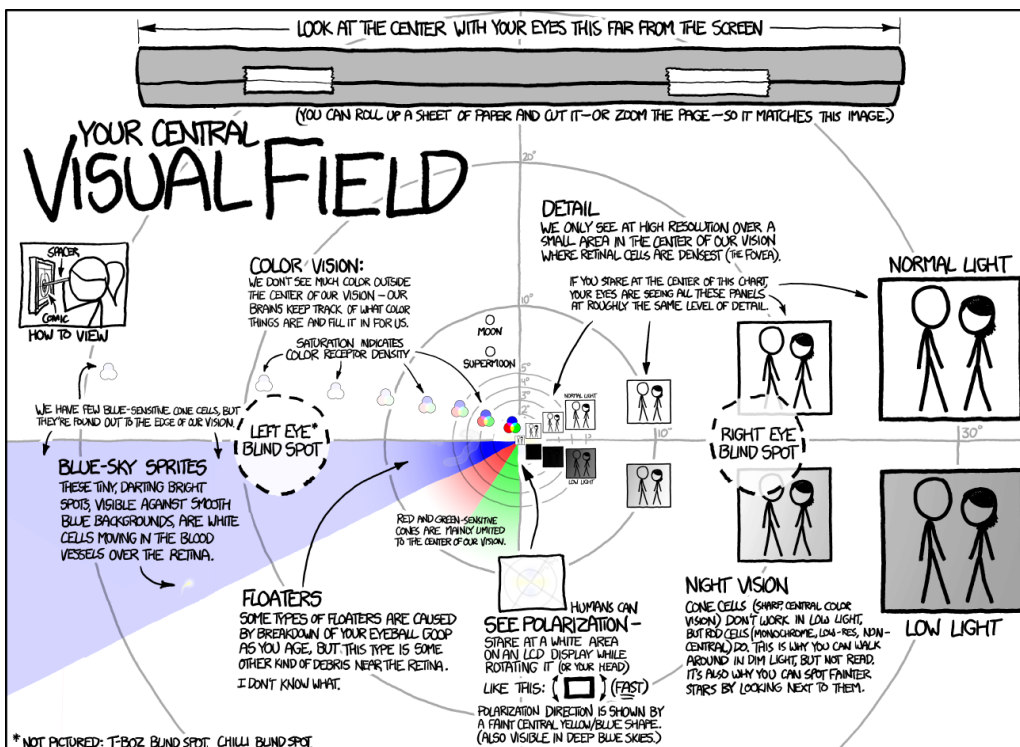 LOOK AT THE CENTER WITH YOUR EYES THIS FAR FROM THE SCREEN
(YOU CAN ROLL UP A SHEET OF PAPER AND CUT IT—OR ZOOM THE PAGE—SO IT MATCHES THIS IMAGE.)
YOUR CENTRAL
VISUAL FIELD
SPACER
COMIC
HOW TO VIEW
COLOR VISION:
WE DON'T SEE MUCH COLOR OUTSIDE
THE CENTER OF OUR VISION—OUR
BRAINS KEEP TRACK OF WHAT COLOR
THINGS ARE AND FILL IT IN FOR US.
SATURATION INDICATES
COLOR RECEPTOR DENSITY
MOON
SUPERMOON
20°
10°
5°
4°
3°
2°
DETAIL
WE ONLY SEE AT HIGH RESOLUTION OVER A
SMALL AREA IN THE CENTER OF OUR VISION
WHERE RETINAL CELLS ARE DENSEST (THE FOVEA).
IF YOU STARE AT THE CENTER OF THIS CHART,
YOUR EYES ARE SEEING ALL THESE PANELS
AT ROUGHLY THE SAME LEVEL OF DETAIL.
NORMAL LIGHT
NORMAL LIGHT
LOW LIGHT
WE HAVE FEW BLUE-SENSITIVE CONE CELLS, BUT
THEY'RE FOUND OUT TO THE EDGE OF OUR VISION.
LEFT EYE*
BLIND SPOT
RIGHT EYE
BLIND SPOT
10°
30°
BLUE-SKY SPRITES
THESE TINY, DARTING BRIGHT
SPOTS, VISIBLE AGAINST SMOOTH
BLUE BACKGROUNDS, ARE WHITE
CELLS MOVING IN THE BLOOD
VESSELS OVER THE RETINA.
RED AND GREEN-SENSITIVE
CONES ARE MAINLY LIMITED
TO THE CENTER OF OUR VISION.
FLOATERS
SOME TYPES OF FLOATERS ARE CAUSED
BY BREAKDOWN OF YOUR EYEBALL GOOP
AS YOU AGE, BUT THIS TYPE IS SOME
OTHER KIND OF DEBRIS NEAR THE RETINA.
I DON'T KNOW WHAT.
HUMANS CAN
SEE POLARIZATION—
STARE AT A WHITE AREA
ON AN LCD DISPLAY WHILE
ROTATING IT (OR YOUR HEAD)
LIKE THIS: (FAST)
POLARIZATION DIRECTION IS SHOWN BY
A FAINT CENTRAL YELLOW/BLUE SHAPE.
(ALSO VISIBLE IN DEEP BLUE SKIES.)
NIGHT VISION
CONE CELLS (SHARP, CENTRAL COLOR
VISION) DON'T WORK IN LOW LIGHT,
BUT ROD CELLS (MONOCHROME, LOW-RES, NON-
CENTRAL) DO. THIS IS WHY YOU CAN WALK
AROUND IN DIM LIGHT, BUT NOT READ.
IT'S ALSO WHY YOU CAN SPOT FAINTER
STARS BY LOOKING NEXT TO THEM.
LOW LIGHT
* NOT PICTURED: T-BOZ BLIND SPOT, CHILLI BLIND SPOT